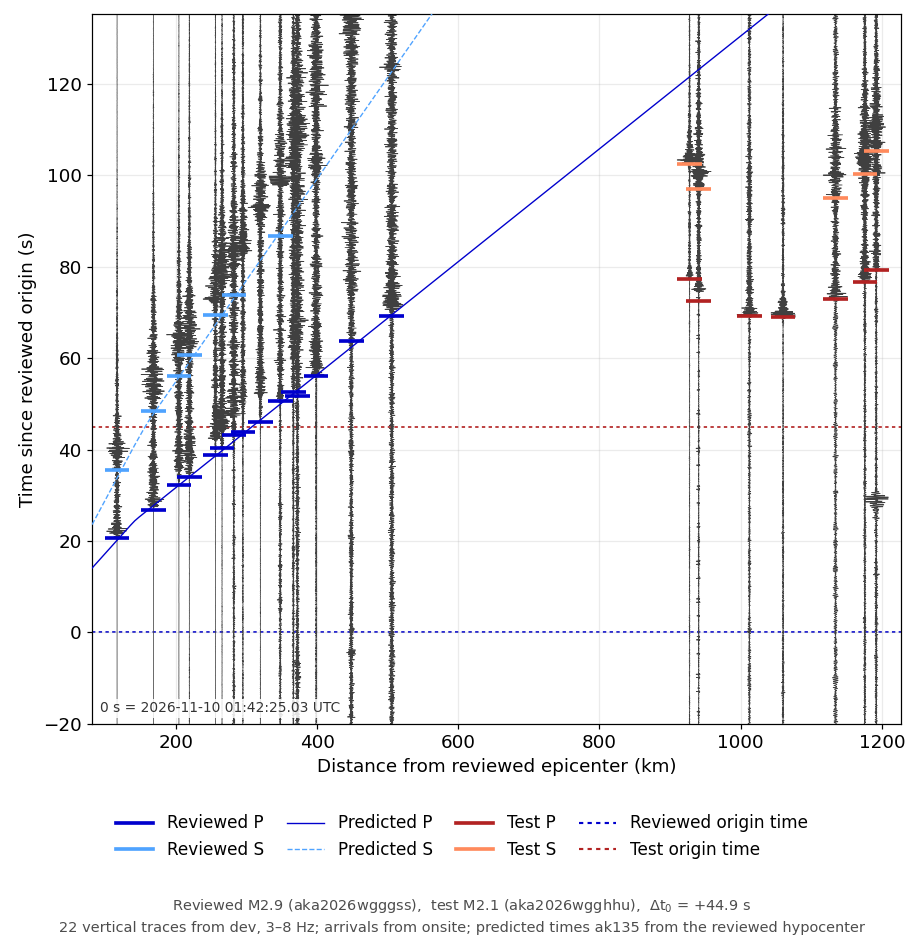 120
100
80
60
40
20
0
−20
Time since reviewed origin (s)
0 s = 2026-11-10 01:42:25.03 UTC
200 400 600 800 1000 1200
Distance from reviewed epicenter (km)
Reviewed P Predicted P Test P Reviewed origin time
Reviewed S Predicted S Test S Test origin time
Reviewed M2.9 (aka2026wgggss), test M2.1 (aka2026wgghhu), Δt₀ = +44.9 s
22 vertical traces from dev, 3–8 Hz; arrivals from onsite; predicted times ak135 from the reviewed hypocenter